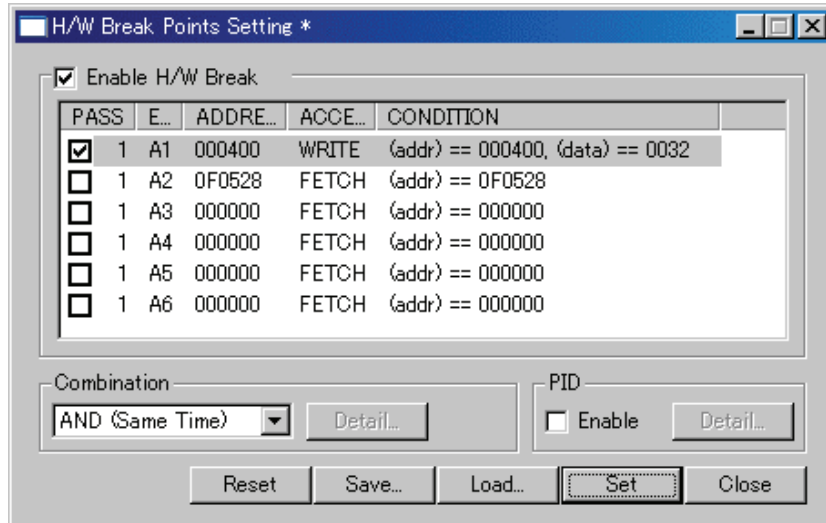 H/W Break Points Setting *
Enable H/W Break
PASS E... ADDRE... ACCE... CONDITION
1 A1 000400 WRITE (addr) == 000400, (data) == 0032
1 A2 0F0528 FETCH (addr) == 0F0528
1 A3 000000 FETCH (addr) == 000000
1 A4 000000 FETCH (addr) == 000000
1 A5 000000 FETCH (addr) == 000000
1 A6 000000 FETCH (addr) == 000000
Combination PID
AND (Same Time) Detail... Enable Detail...
Reset Save... Load... Set Close